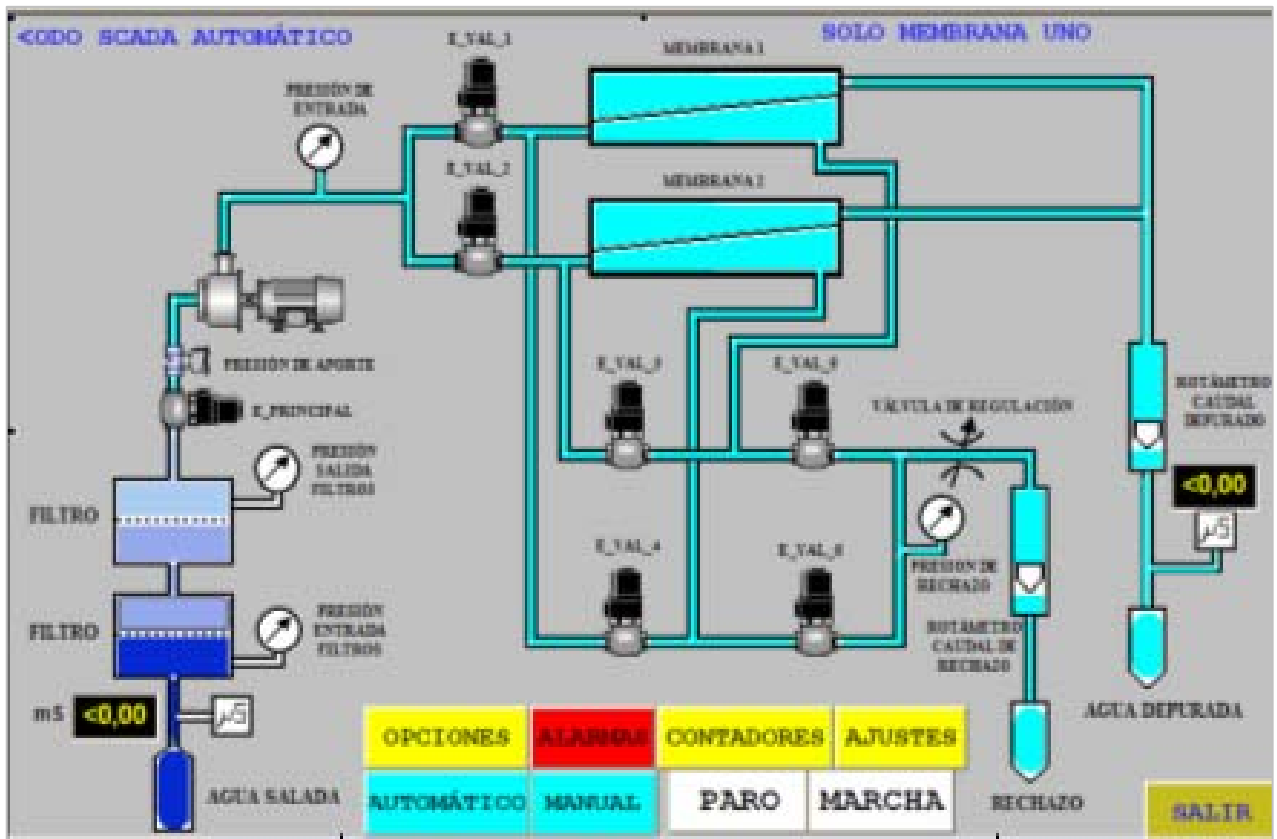 <ODO SCADA AUTOMÁTICO
SOLO MEMBRANA UNO
E_VAL_1
MEMBRANA 1
PRESIÓN DE
ENTRADA
E_VAL_2
MEMBRANA 2
PRESIÓN DE APORTE
E_PRINCIPAL
E_VAL_3
VÁLVULA DE REGULACIÓN
ROTÁMETRO
CAUDAL
DEPURADO
PRESIÓN
SALIDA
FILTROS
<0,00
FILTRO
µS
E_VAL_4
PRESIÓN DE
RECHAZO
FILTRO
PRESIÓN
ENTRADA
FILTROS
ROTÁMETRO
CAUDAL DE
RECHAZO
mS
<0,00
µS
AGUA DEPURADA
OPCIONES
ALARMAS
CONTADORES
AJUSTES
AGUA SALADA
AUTOMÁTICO
MANUAL
PARO
MARCHA
RECHAZO
SALIR